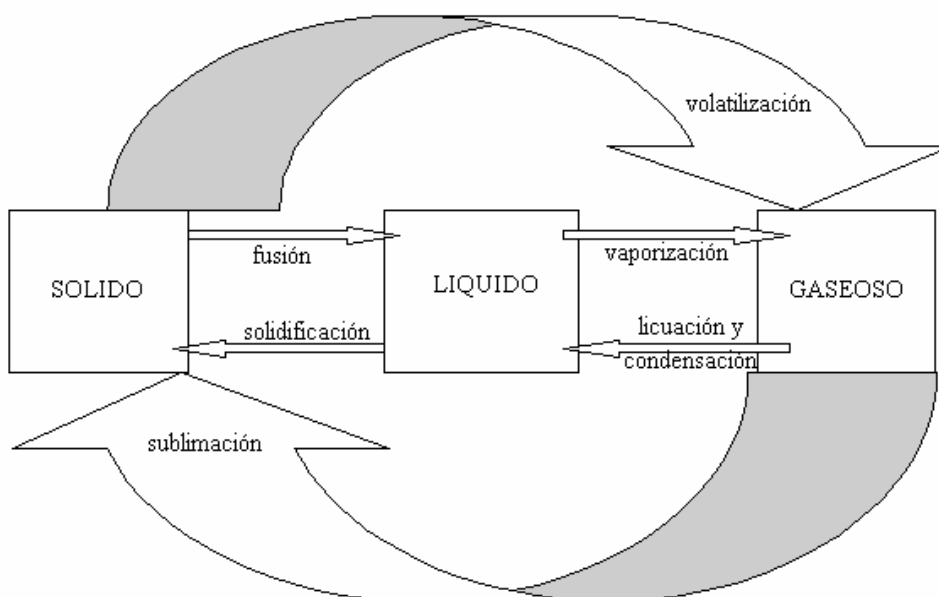 volatilización
fusión
vaporización
SOLIDO
LIQUIDO
GASEOSO
solidificación
licuación y
condensación
sublimación